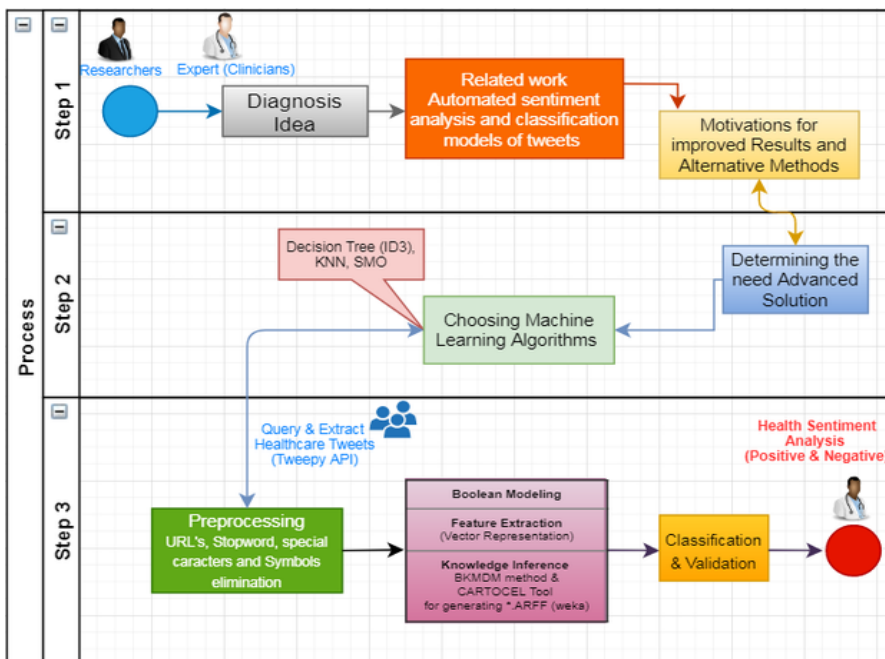 Process
Step 1
Researchers
Expert (Clinicians)
Diagnosis
Idea
Related work
Automated sentiment
analysis and classification
models of tweets
Motivations for
improved Results and
Alternative Methods
Step 2
Decision Tree (ID3),
KNN, SMO
Choosing Machine
Learning Algorithms
Determining the
need Advanced
Solution
Step 3
Query & Extract
Healthcare Tweets
(Tweepy API)
Health Sentiment
Analysis
(Positive & Negative)
Preprocessing
URL's, Stopword, special
caracters and Symbols
elimination
Boolean Modeling
Feature Extraction
(Vector Representation)
Knowledge Inference
BKMDM method &
CARTOCEL Tool
for generating *.ARFF (weka)
Classification
& Validation